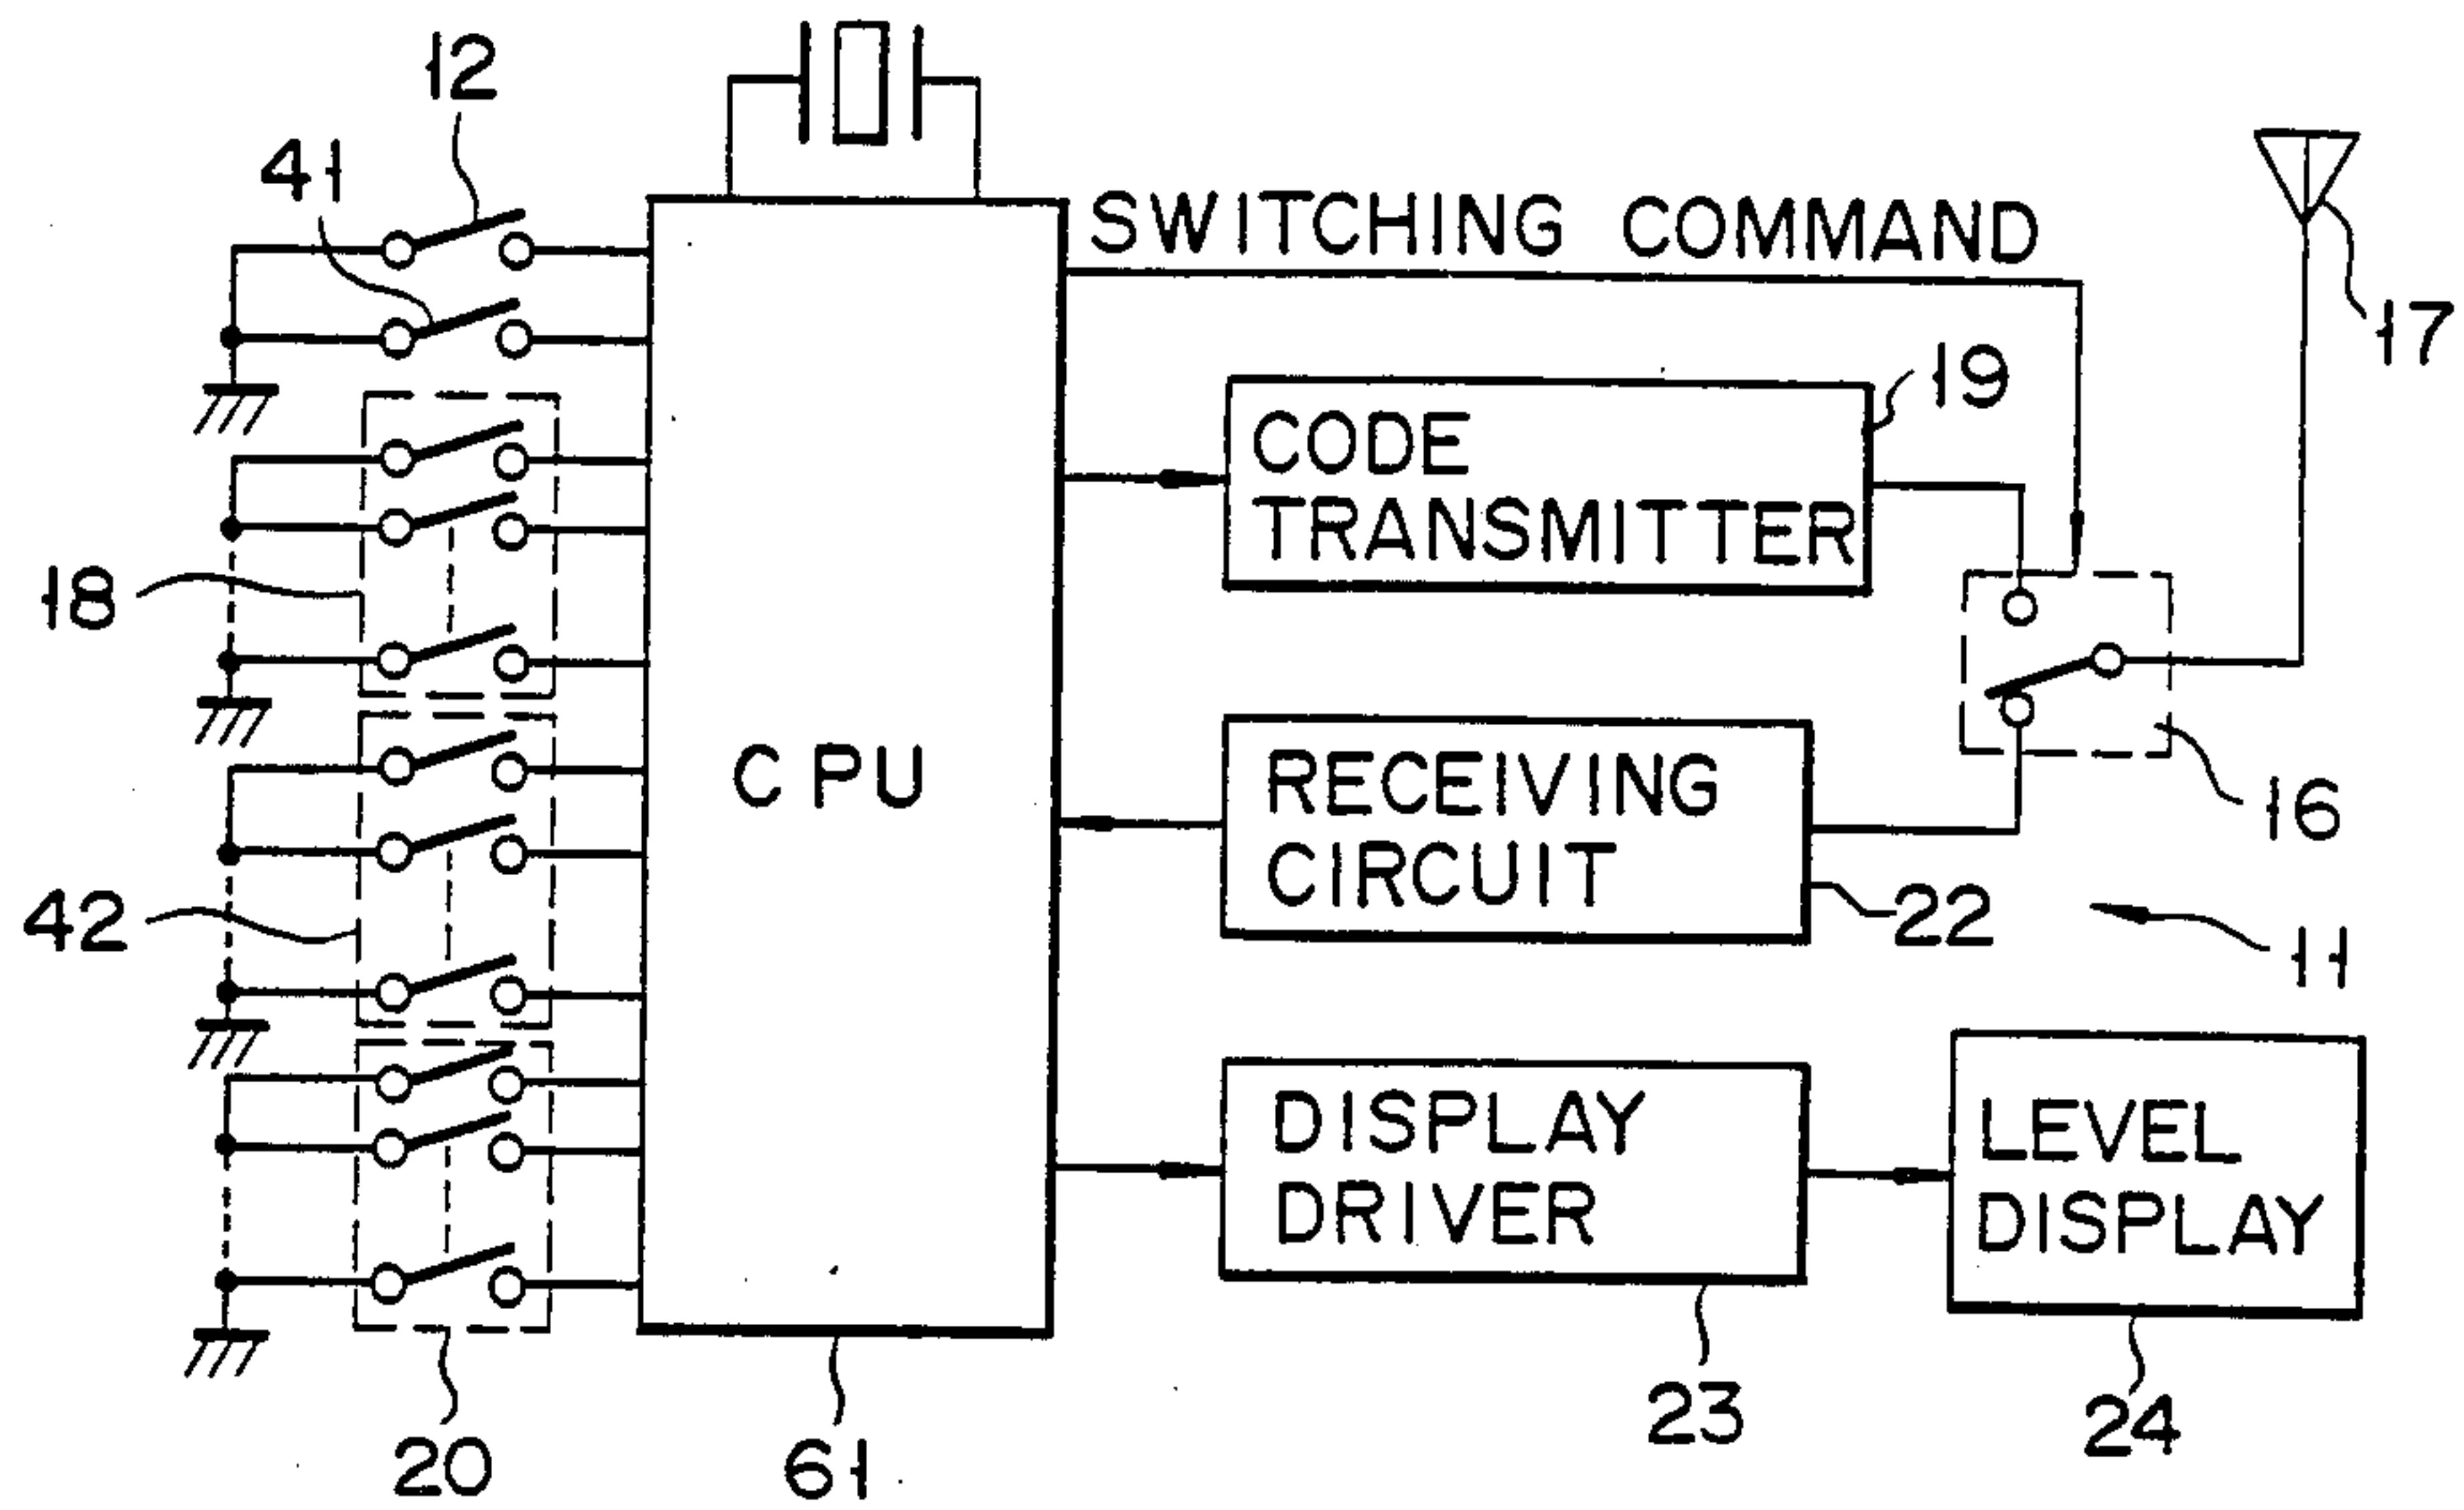 12
41
SWITCHING COMMAND
17
19
CODE
TRANSMITTER
18
CPU
RECEIVING
CIRCUIT
16
42
22
11
DISPLAY
DRIVER
LEVEL
DISPLAY
23
24
20
61